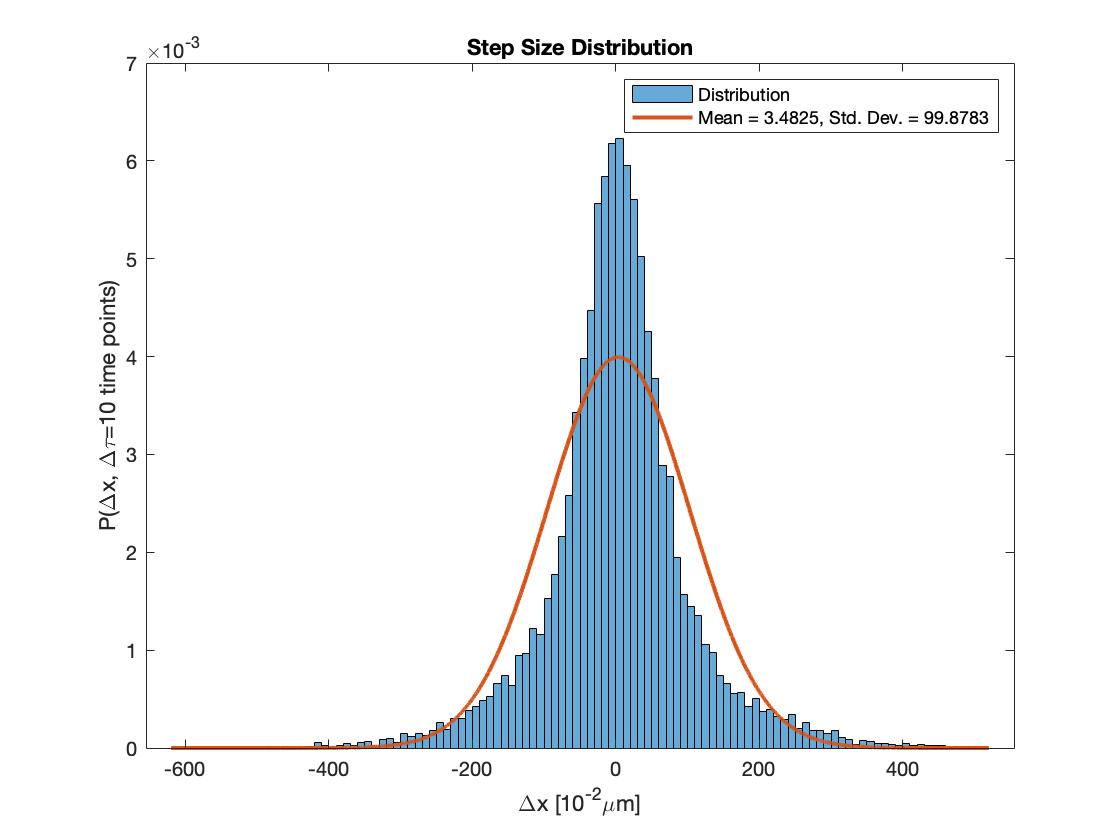 Step Size Distribution
×10-3
Distribution
Mean = 3.4825, Std. Dev. = 99.8783
7
6
5
4
3
2
1
0
P(Δx, Δτ=10 time points)
-600 -400 -200 0 200 400
Δx [10-2μm]